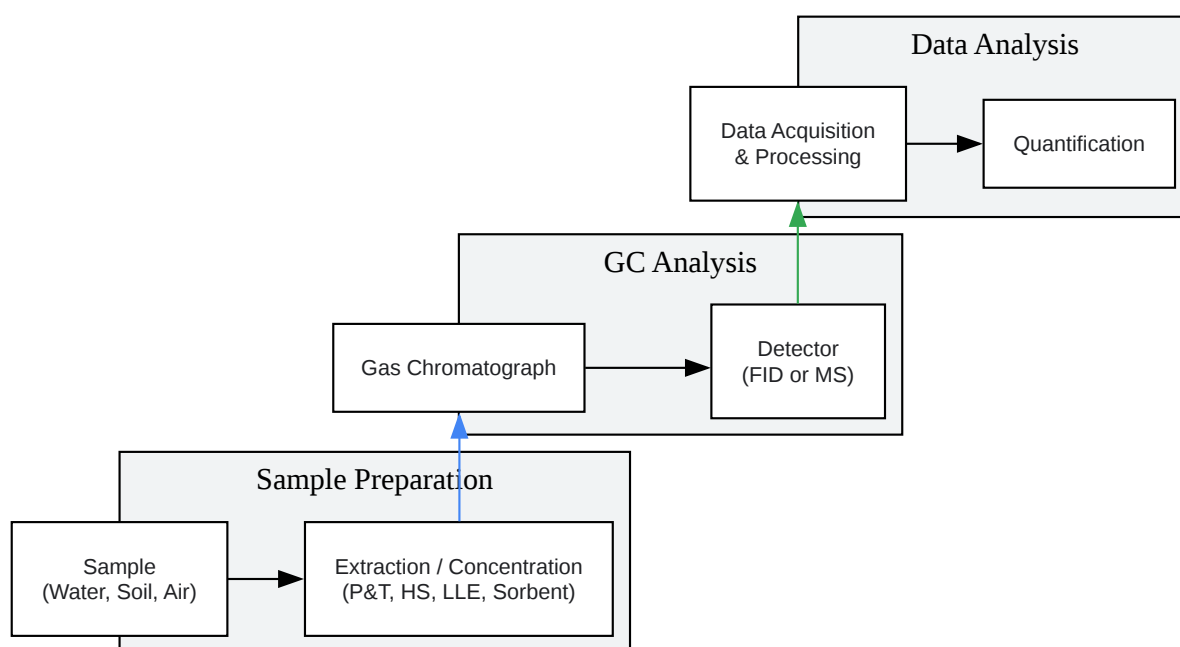 Data Analysis
Data Acquisition
& Processing
Quantification
GC Analysis
Gas Chromatograph
Detector
(FID or MS)
Sample Preparation
Sample
(Water, Soil, Air)
Extraction / Concentration
(P&T, HS, LLE, Sorbent)